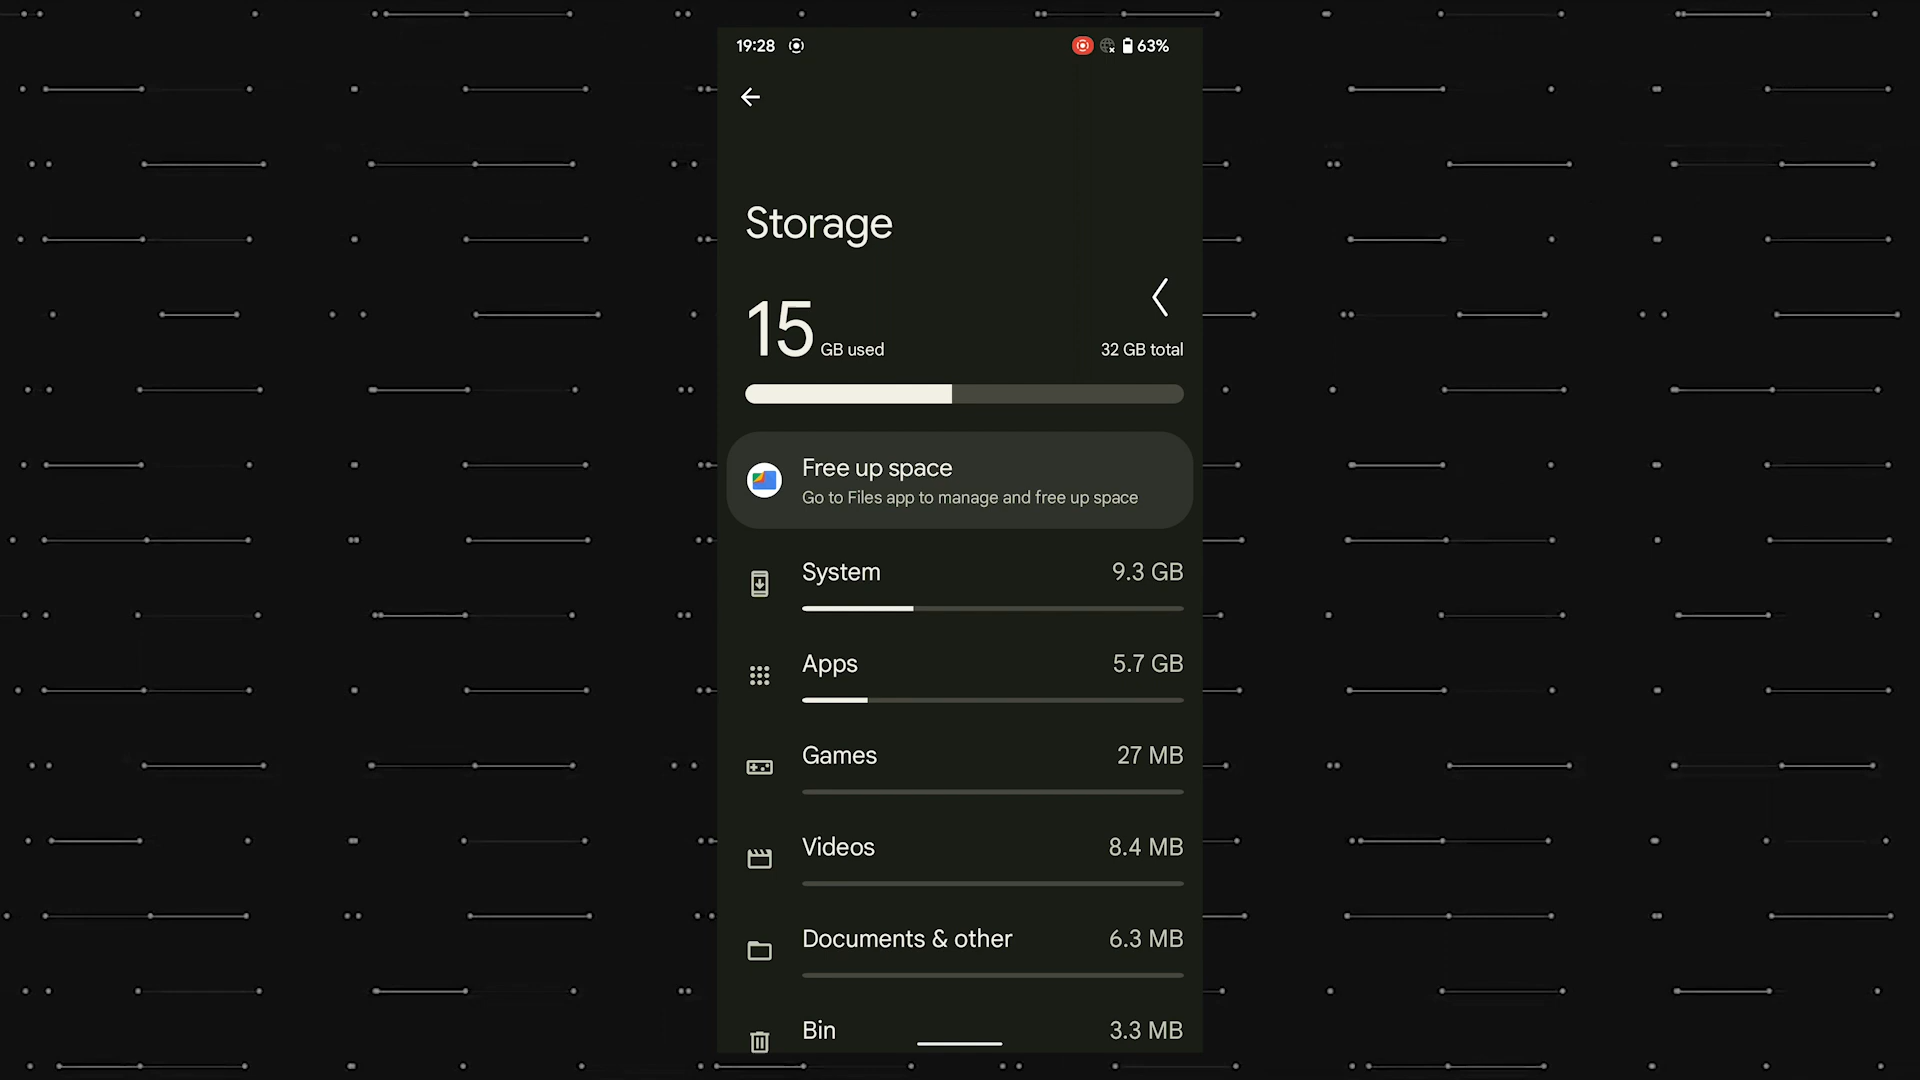 19:28
63%
Storage
15 GB used
32 GB total
Free up space
Go to Files app to manage and free up space
System 9.3 GB
Apps 5.7 GB
Games 27 MB
Videos 8.4 MB
Documents & other 6.3 MB
Bin 3.3 MB